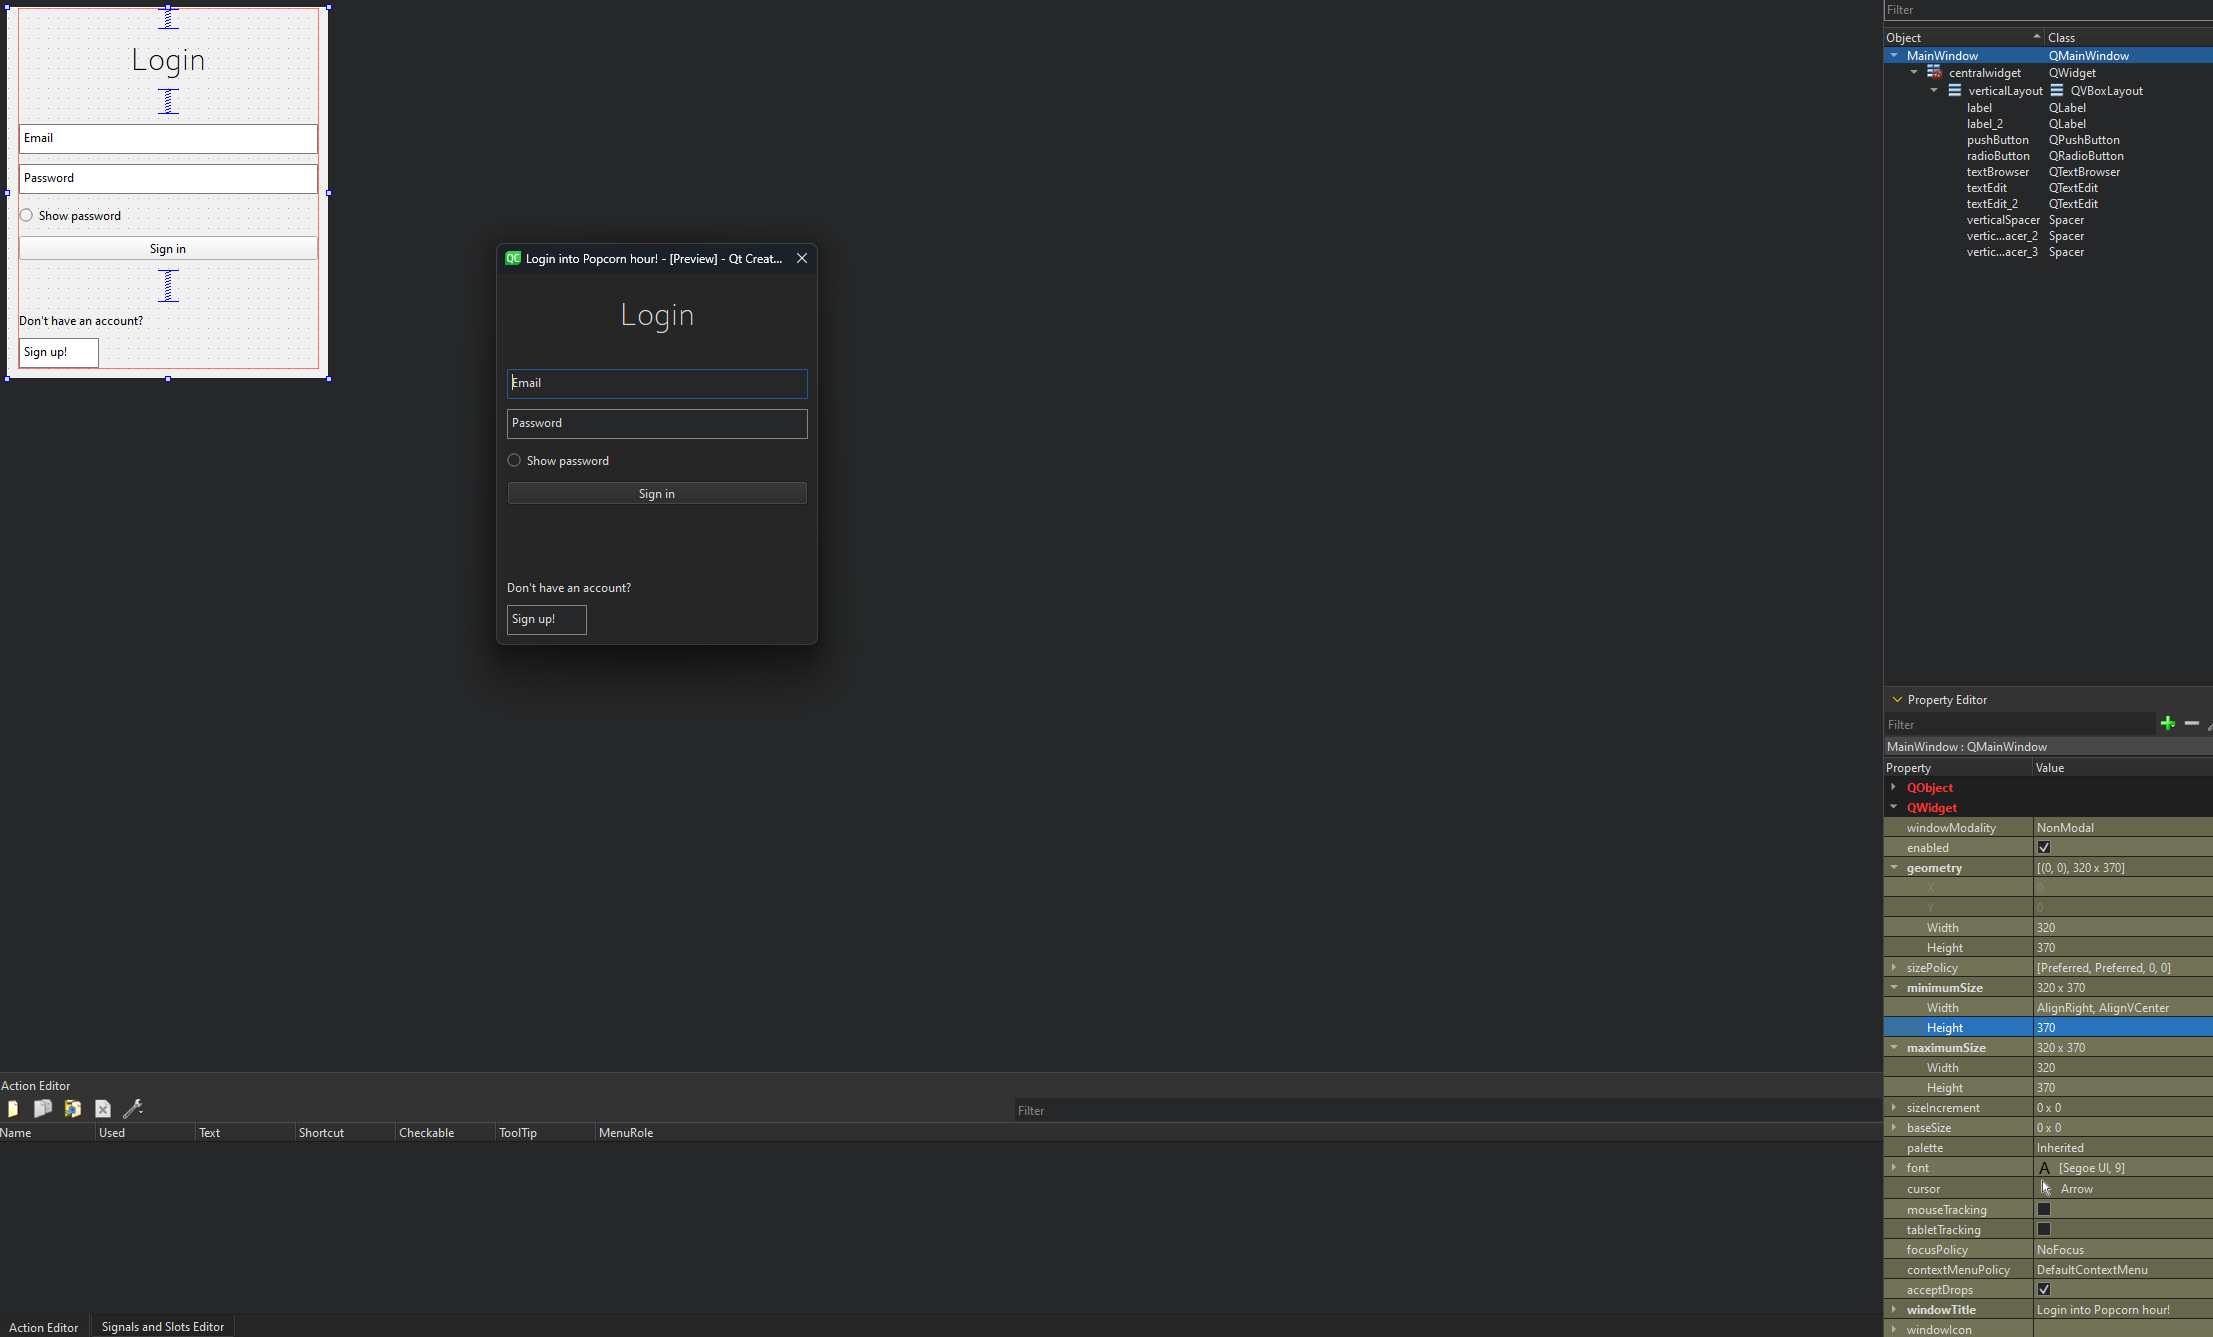 Login
Email
Password
Show password
Sign in
Don't have an account?
Sign up!
QC Login into Popcorn hour! - [Preview] - Qt Creat...
Login
Email
Password
Show password
Sign in
Don't have an account?
Sign up!
Filter
Object Class
MainWindow QMainWindow
centralwidget QWidget
verticalLayout QVBoxLayout
label QLabel
label_2 QLabel
pushButton QPushButton
radioButton QRadioButton
textBrowser QTextBrowser
textEdit QTextEdit
textEdit_2 QTextEdit
verticalSpacer Spacer
vertic...acer_2 Spacer
vertic...acer_3 Spacer
Property Editor
Filter
MainWindow : QMainWindow
Property Value
QObject
QWidget
windowModality NonModal
enabled
geometry [(0, 0), 320 x 370]
X 0
Y 0
Width 320
Height 370
sizePolicy [Preferred, Preferred, 0, 0]
minimumSize 320 x 370
Width AlignRight, AlignVCenter
Height 370
maximumSize 320 x 370
Width 320
Height 370
sizeIncrement 0 x 0
baseSize 0 x 0
palette Inherited
font A [Segoe UI, 9]
cursor Arrow
mouseTracking
tabletTracking
focusPolicy NoFocus
contextMenuPolicy DefaultContextMenu
acceptDrops
windowTitle Login into Popcorn hour!
windowIcon
Action Editor
Filter
Name Used Text Shortcut Checkable ToolTip MenuRole
Action Editor Signals and Slots Editor